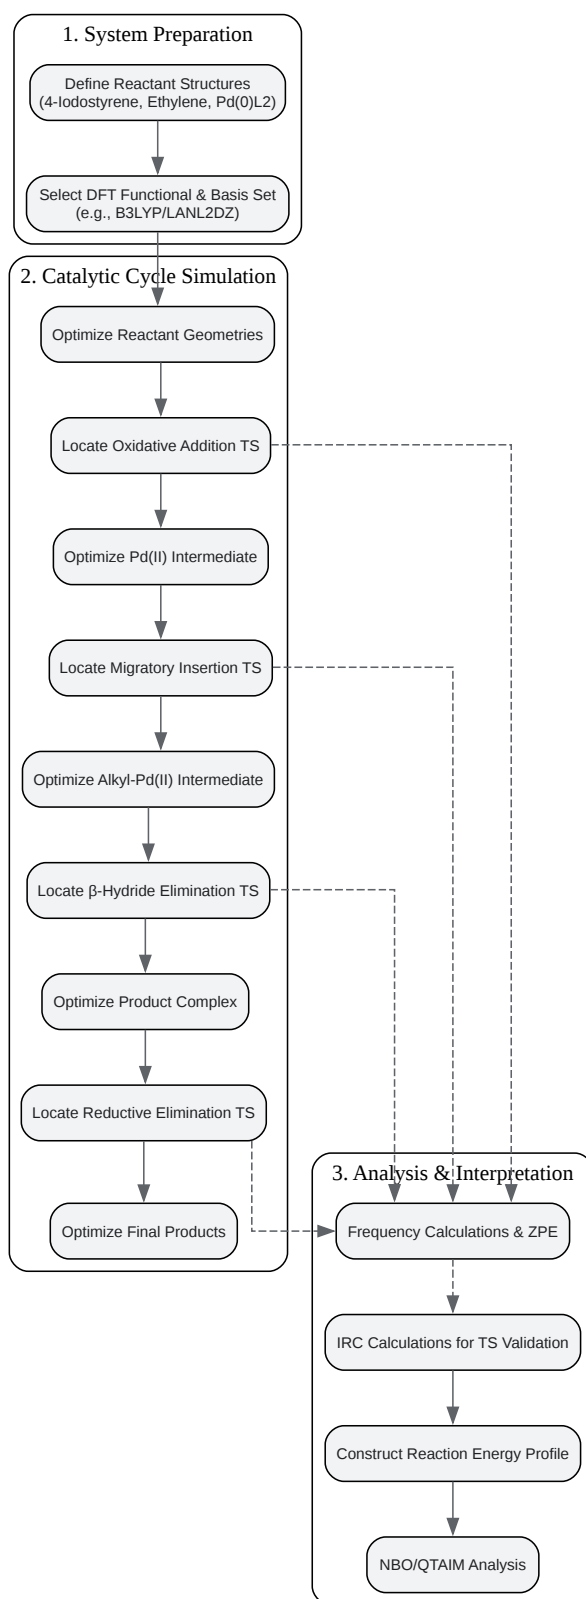 1. System Preparation
Define Reactant Structures
(4-Iodostyrene, Ethylene, Pd(0)L2)
Select DFT Functional & Basis Set
(e.g., B3LYP/LANL2DZ)
2. Catalytic Cycle Simulation
Optimize Reactant Geometries
Locate Oxidative Addition TS
Optimize Pd(II) Intermediate
Locate Migratory Insertion TS
Optimize Alkyl-Pd(II) Intermediate
Locate β-Hydride Elimination TS
Optimize Product Complex
Locate Reductive Elimination TS
Optimize Final Products
3. Analysis & Interpretation
Frequency Calculations & ZPE
IRC Calculations for TS Validation
Construct Reaction Energy Profile
NBO/QTAIM Analysis